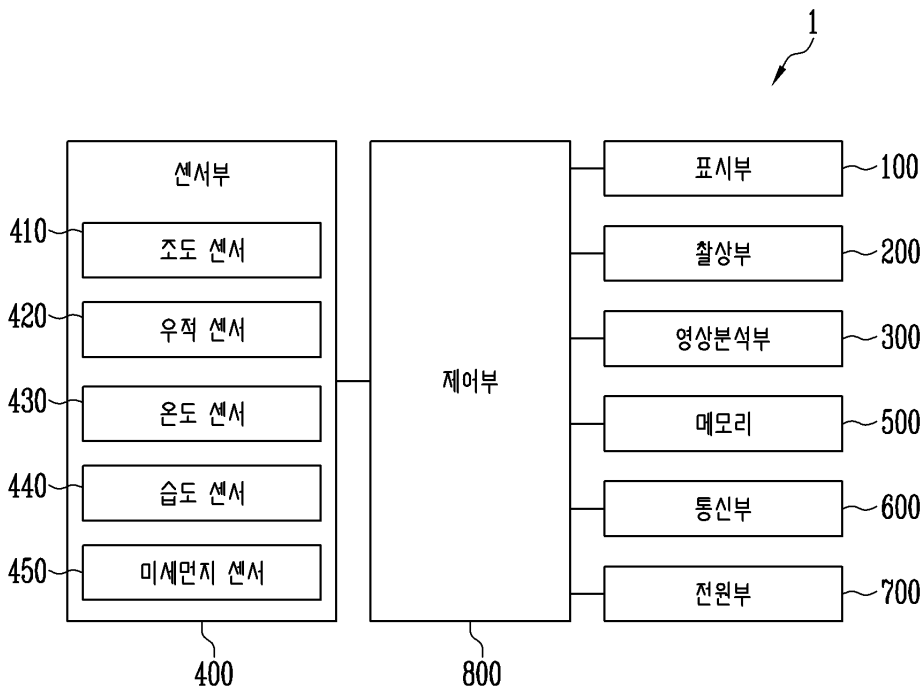 1
센서부
410
조도 센서
420
우적 센서
430
온도 센서
440
습도 센서
450
미세먼지 센서
400
제어부
800
표시부
100
촬상부
200
영상분석부
300
메모리
500
통신부
600
전원부
700